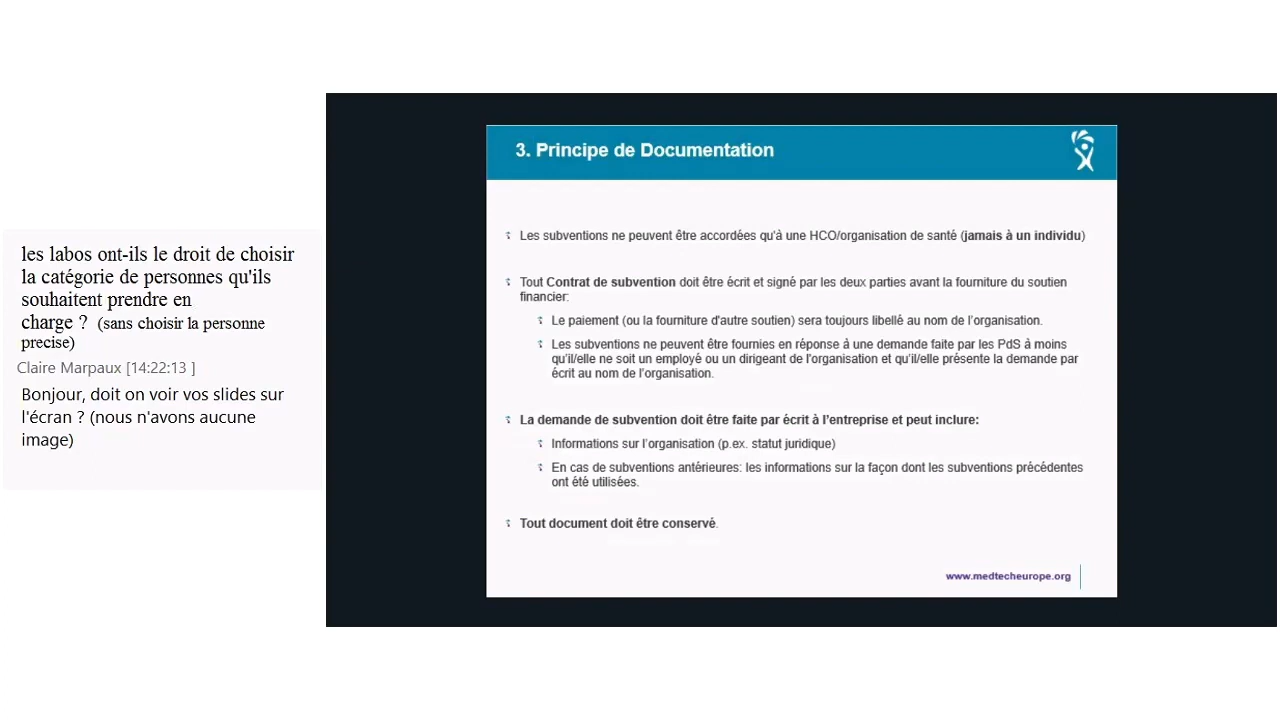 les labos ont-ils le droit de choisir
la catégorie de personnes qu'ils
souhaitent prendre en
charge ? (sans choisir la personne
precise)
Claire Marpaux [14:22:13 ]
Bonjour, doit on voir vos slides sur
l'écran ? (nous n'avons aucune
image)
3. Principe de Documentation
Les subventions ne peuvent être accordées qu'à une HCO/organisation de santé (jamais à un individu)
Tout Contrat de subvention doit être écrit et signé par les deux parties avant la fourniture du soutien
financier:
Le paiement (ou la fourniture d'autre soutien) sera toujours libellé au nom de l'organisation.
Les subventions ne peuvent être fournies en réponse à une demande faite par les PdS à moins
qu'il/elle ne soit un employé ou un dirigeant de l'organisation et qu'il/elle présente la demande par
écrit au nom de l'organisation.
La demande de subvention doit être faite par écrit à l'entreprise et peut inclure:
Informations sur l'organisation (p.ex. statut juridique)
En cas de subventions antérieures: les informations sur la façon dont les subventions précédentes
ont été utilisées.
Tout document doit être conservé.
www.medtecheurope.org